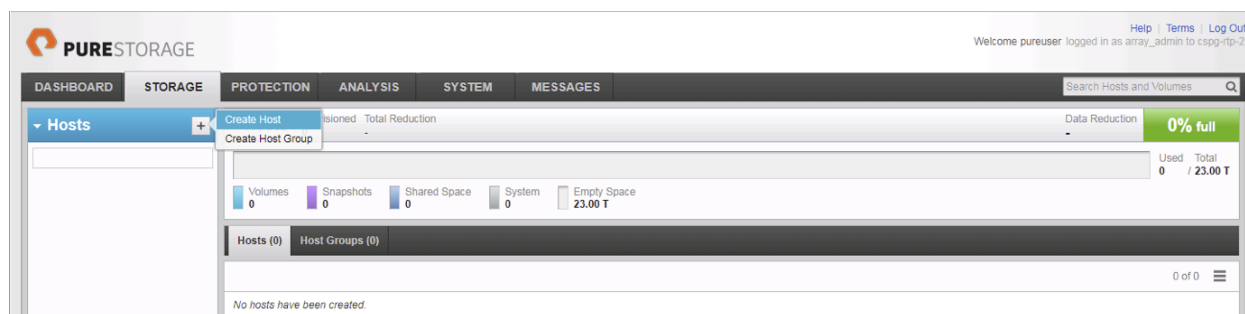 PURESTORAGE
Help | Terms | Log Out
Welcome pureuser logged in as array_admin to cspg-rtp-2
DASHBOARD STORAGE PROTECTION ANALYSIS SYSTEM MESSAGES
Search Hosts and Volumes
Hosts +
Create Host
Create Host Group
isioned Total Reduction
-
Data Reduction
-
0% full
Used Total
0 / 23.00 T
Volumes Snapshots Shared Space System Empty Space
0 0 0 0 23.00 T
Hosts (0) Host Groups (0)
0 of 0
No hosts have been created.